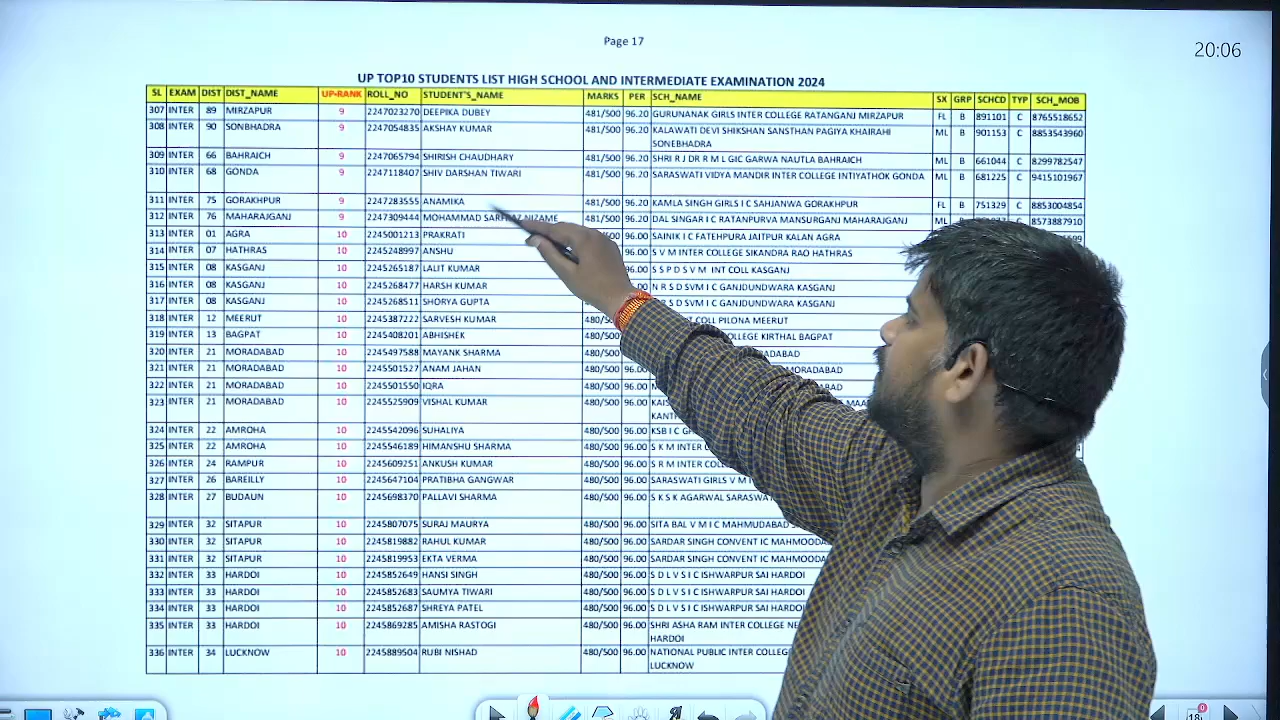 Page 17
20:06
UP TOP10 STUDENTS LIST HIGH SCHOOL AND INTERMEDIATE EXAMINATION 2024
SL EXAM DIST DIST_NAME UP-RANK ROLL_NO STUDENT'S_NAME MARKS PER SCH_NAME SX GRP SCHCD TYP SCH_MOB
307 INTER 89 MIRZAPUR 9 2247023270 DEEPIKA DUBEY 481/500 96.20 GURUNANAK GIRLS INTER COLLEGE RATANGANJ MIRZAPUR FL B 891101 C 8765518652
308 INTER 90 SONBHADRA 9 2247054835 AKSHAY KUMAR 481/500 96.20 KALAWATI DEVI SHIKSHAN SANSTHAN PAGIYA KHAIRAHI ML B 901153 C 8853543960
SONEBHADRA
309 INTER 66 BAHRAICH 9 2247065794 SHIRISH CHAUDHARY 481/500 96.20 SHRI R J DR R M L GIC GARWA NAUTLA BAHRAICH ML B 661044 C 8299782547
310 INTER 68 GONDA 9 2247118407 SHIV DARSHAN TIWARI 481/500 96.20 SARASWATI VIDYA MANDIR INTER COLLEGE INTIYATHOK GONDA ML B 681225 C 9415101967
311 INTER 75 GORAKHPUR 9 2247283555 ANAMIKA 481/500 96.20 KAMLA SINGH GIRLS I C SAHJANWA GORAKHPUR FL B 751329 C 8853004854
312 INTER 76 MAHARAJGANJ 9 2247309444 MOHAMMAD SARFRAZ NIZAME 481/500 96.20 DAL SINGAR I C RATANPURVA MANSURGANJ MAHARAJGANJ ML B C 8573887910
313 INTER 01 AGRA 10 2245001213 PRAKRATI 96.00 SAINIK I C FATEHPURA JAITPUR KALAN AGRA
314 INTER 07 HATHRAS 10 2245248997 ANSHU 96.00 S V M INTER COLLEGE SIKANDRA RAO HATHRAS
315 INTER 08 KASGANJ 10 2245265187 LALIT KUMAR 96.00 S S P D S V M INT COLL KASGANJ
316 INTER 08 KASGANJ 10 2245268477 HARSH KUMAR N R S D SVM I C GANJDUNDWARA KASGANJ
317 INTER 08 KASGANJ 10 2245268511 SHORYA GUPTA R S D SVM I C GANJDUNDWARA KASGANJ
318 INTER 12 MEERUT 10 2245387222 SARVESH KUMAR 480/500 COLL PILONA MEERUT
319 INTER 13 BAGPAT 10 2245408201 ABHISHEK 480/500 COLLEGE KIRTHAL BAGPAT
320 INTER 21 MORADABAD 10 2245497588 MAYANK SHARMA 480/500 96.00
321 INTER 21 MORADABAD 10 2245501527 ANAM JAHAN 480/500 96.00
322 INTER 21 MORADABAD 10 2245501550 IQRA 480/500 96.00
323 INTER 21 MORADABAD 10 2245525909 VISHAL KUMAR 480/500 96.00
324 INTER 22 AMROHA 10 2245542096 SUHALIYA 480/500 96.00 KSB I C
325 INTER 22 AMROHA 10 2245546189 HIMANSHU SHARMA 480/500 96.00 S K M INTER
326 INTER 24 RAMPUR 10 2245609251 ANKUSH KUMAR 480/500 96.00 S R M INTER
327 INTER 26 BAREILLY 10 2245647104 PRATIBHA GANGWAR 480/500 96.00 SARASWATI GIRLS V M
328 INTER 27 BUDAUN 10 2245698370 PALLAVI SHARMA 480/500 96.00 S K S K AGARWAL
329 INTER 32 SITAPUR 10 2245807075 SURAJ MAURYA 480/500 96.00 SITA BAL V M I C MAHMUDABAD
330 INTER 32 SITAPUR 10 2245819882 RAHUL KUMAR 480/500 96.00 SARDAR SINGH CONVENT IC
331 INTER 32 SITAPUR 10 2245819953 EKTA VERMA 480/500 96.00 SARDAR SINGH CONVENT IC
332 INTER 33 HARDOI 10 2245852649 HANSI SINGH 480/500 96.00 S D L V S I C ISHWARPUR SAI HARDOI
333 INTER 33 HARDOI 10 2245852683 SAUMYA TIWARI 480/500 96.00 S D L V S I C ISHWARPUR SAI HARDOI
334 INTER 33 HARDOI 10 2245852687 SHREYA PATEL 480/500 96.00 S D L V S I C ISHWARPUR SAI HARDOI
335 INTER 33 HARDOI 10 2245869285 AMISHA RASTOGI 480/500 96.00 SHRI ASHA RAM INTER COLLEGE
HARDOI
336 INTER 34 LUCKNOW 10 2245889504 RUBI NISHAD 480/500 96.00 NATIONAL PUBLIC INTER
LUCKNOW